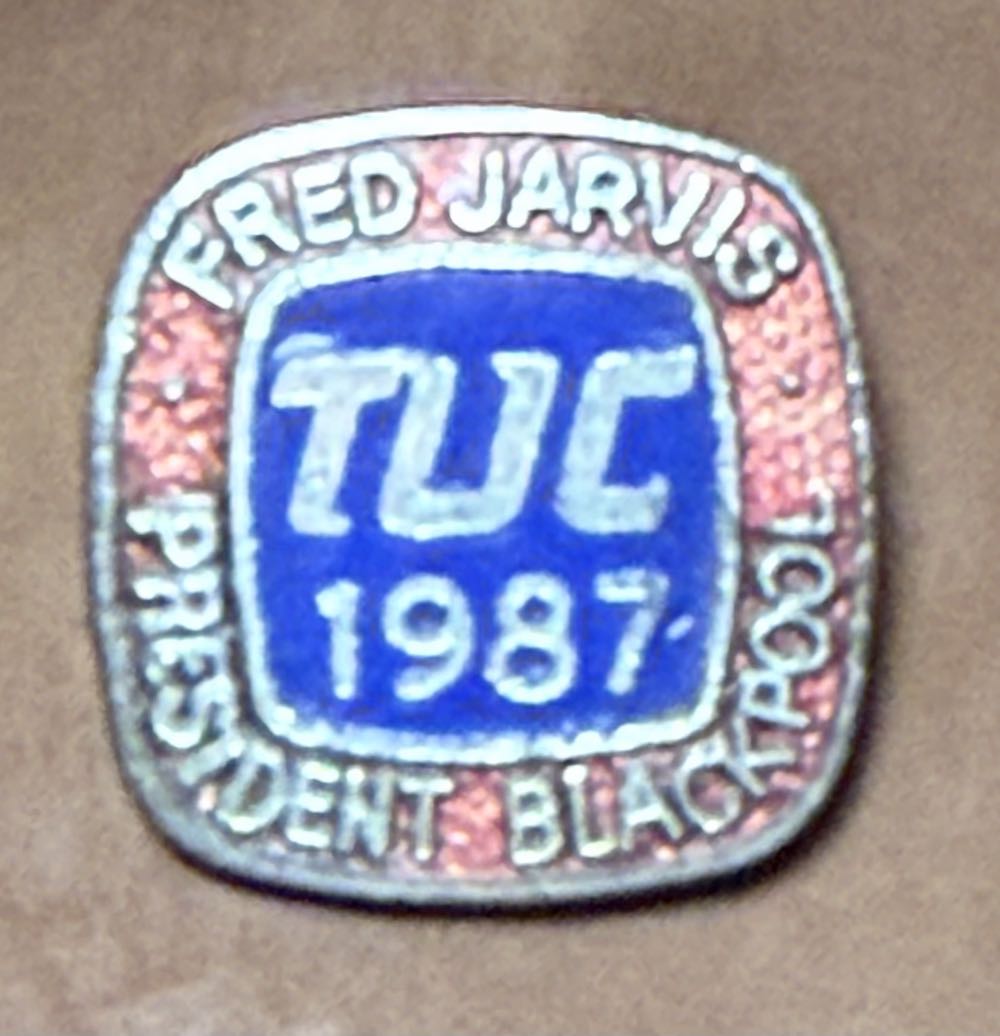 FRED JARVIS
TUC
1987
PRESIDENT BLACKPOOL